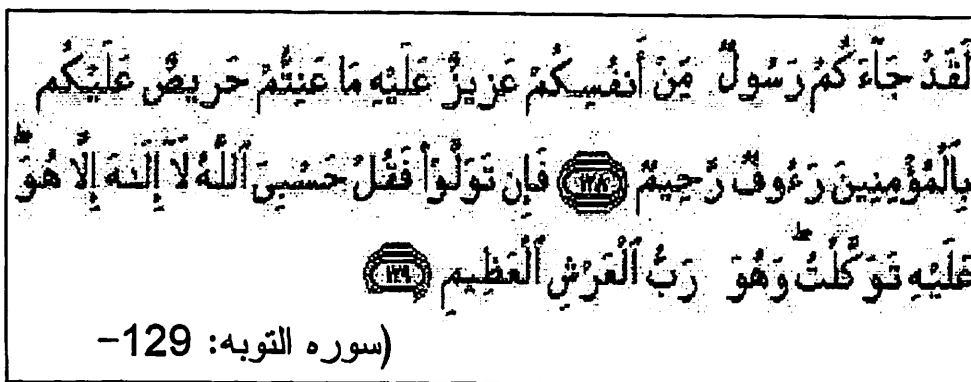 لَقَدْ جَآءَكُمْ رَسُولٌ مِّنْ أَنفُسِكُمْ عَزِيزٌ عَلَيْهِ مَا عَنِتُّمْ حَرِيصٌ عَلَيْكُم
بِٱلْمُؤْمِنِينَ رَءُوفٌ رَّحِيمٌ ١٢٨ فَإِن تَوَلَّوْا۟ فَقُلْ حَسْبِىَ ٱللَّهُ لَآ إِلَـٰهَ إِلَّا هُوَ ۖ
عَلَيْهِ تَوَكَّلْتُ ۖ وَهُوَ رَبُّ ٱلْعَرْشِ ٱلْعَظِيمِ ١٢٩
(سوره التوبه: 129-